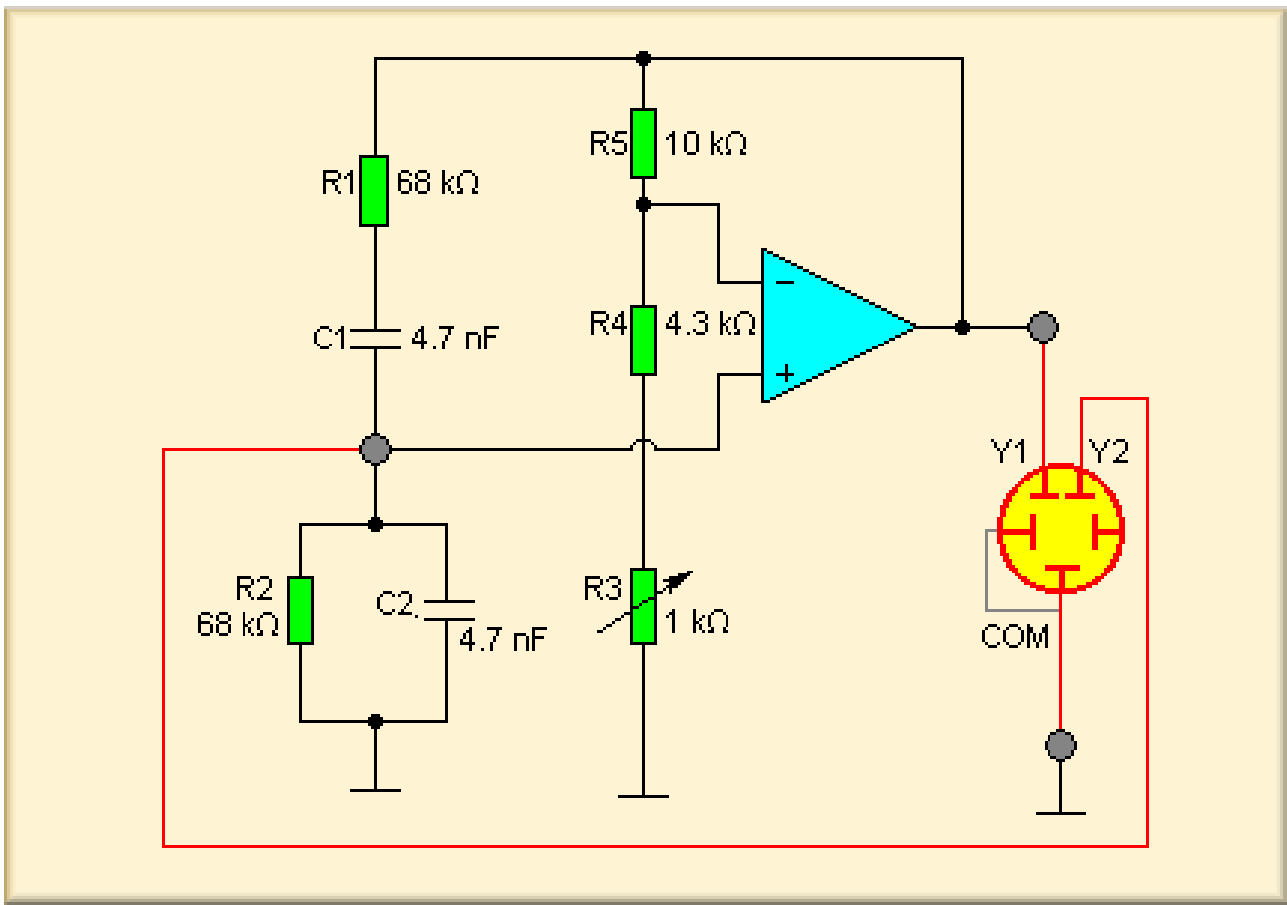 R5 10 kΩ
R1 68 kΩ
R4 4.3 kΩ
C1 4.7 nF
Y1 Y2
R2
68 kΩ
C2.
4.7 nF
R3
1 kΩ
COM
−
+